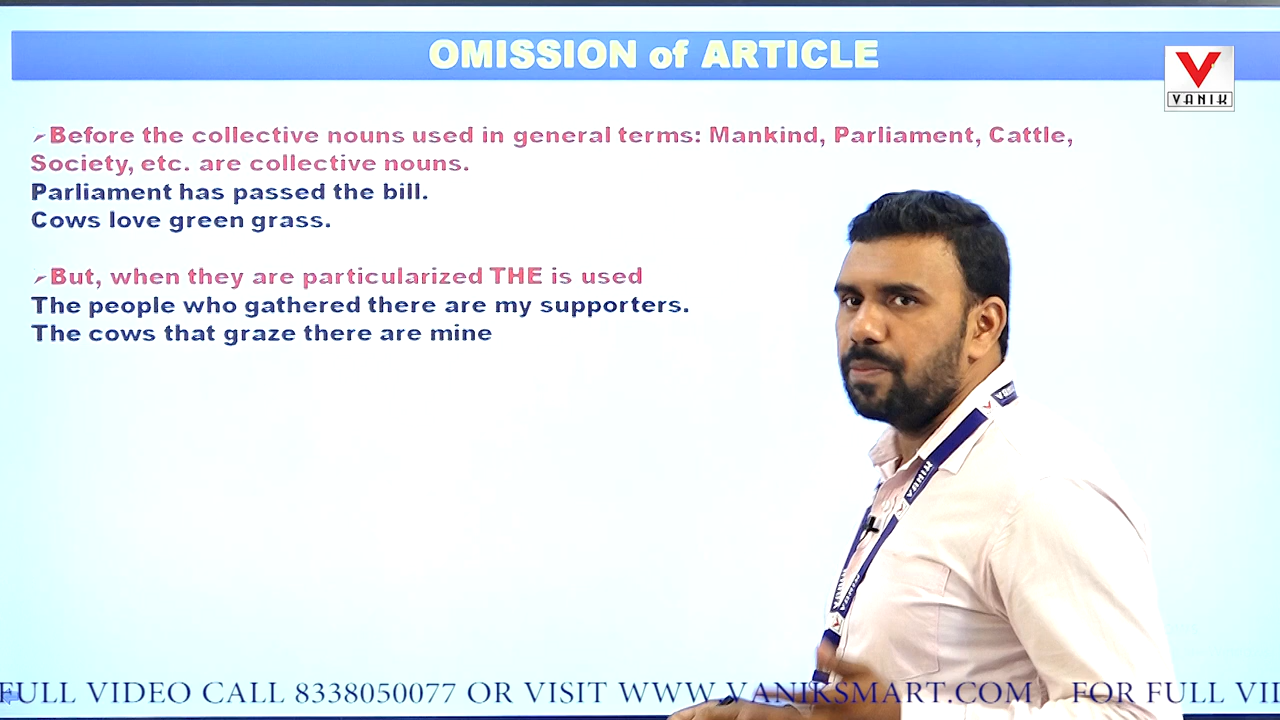 OMISSION of ARTICLE
VANIK
➢Before the collective nouns used in general terms: Mankind, Parliament, Cattle,
Society, etc. are collective nouns.
Parliament has passed the bill.
Cows love green grass.
➢But, when they are particularized THE is used
The people who gathered there are my supporters.
The cows that graze there are mine
VANIK
FULL VIDEO CALL 8338050077 OR VISIT WWW.VANIKSMART.COM FOR FULL VI